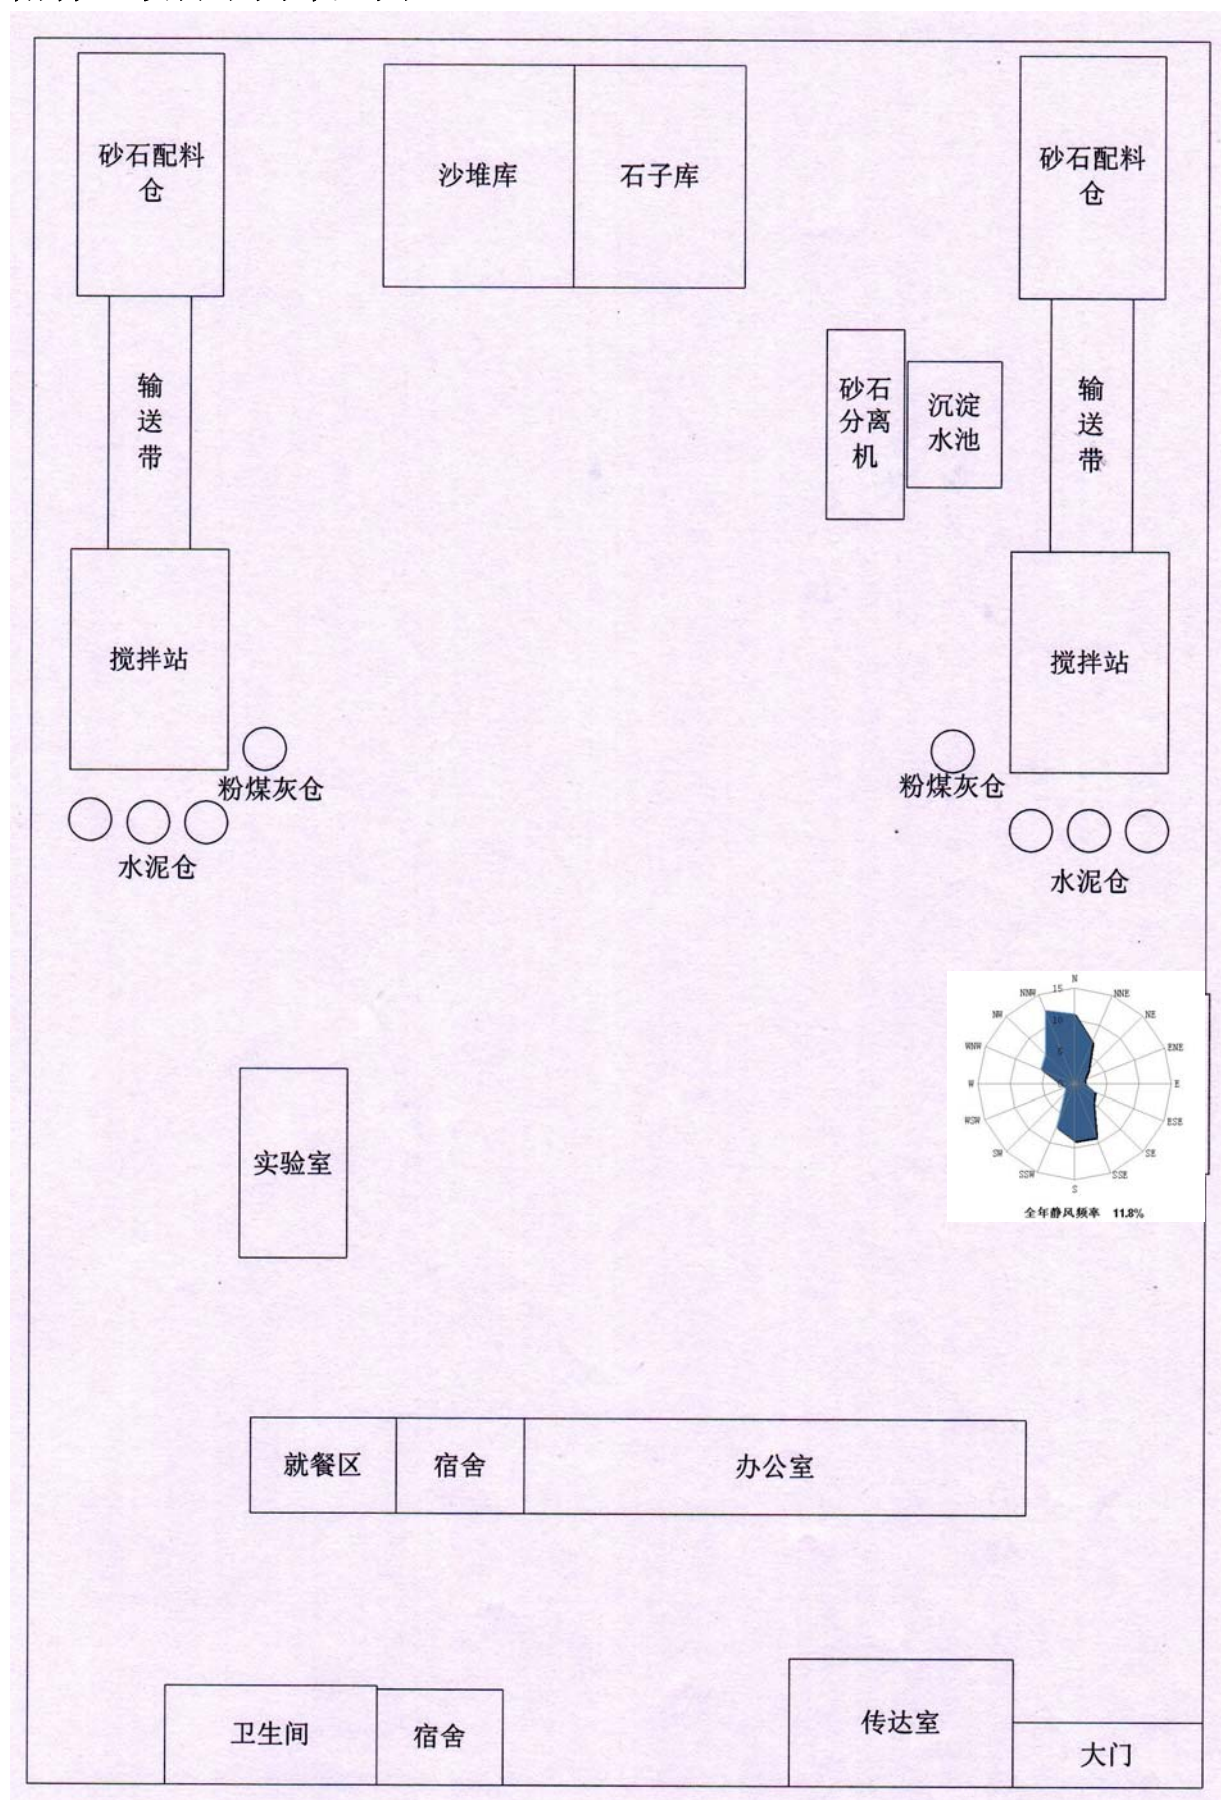 砂石配料
仓
沙堆库
石子库
砂石配料
仓
输
送
带
砂石
分离
机
沉淀
水池
输
送
带
搅拌站
搅拌站
粉煤灰仓
粉煤灰仓
水泥仓
水泥仓
N
NNW
15
NNE
NW
10
NE
WNW
5
ENE
W
E
WSW
ESE
SW
SE
SSW
SSE
S
全年静风频率 11.8%
实验室
就餐区
宿舍
办公室
卫生间
宿舍
传达室
大门